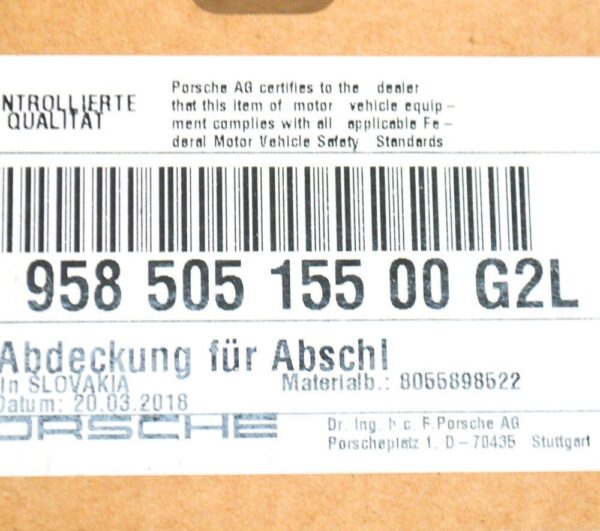 NTROLLIERTE
QUALITÄT
Porsche AG certifies to the dealer
that this item of motor vehicle equip-
ment complies with all applicable Fe-
deral Motor Vehicle Safety Standards
958 505 155 00 G2L
Abdeckung für Abschl
in SLOVAKIA Materialb.: 8055898522
Datum: 20.03.2018
ORSCHE
Dr. Ing. h.c. F.Porsche AG
Porscheplatz 1, D-70435 Stuttgart